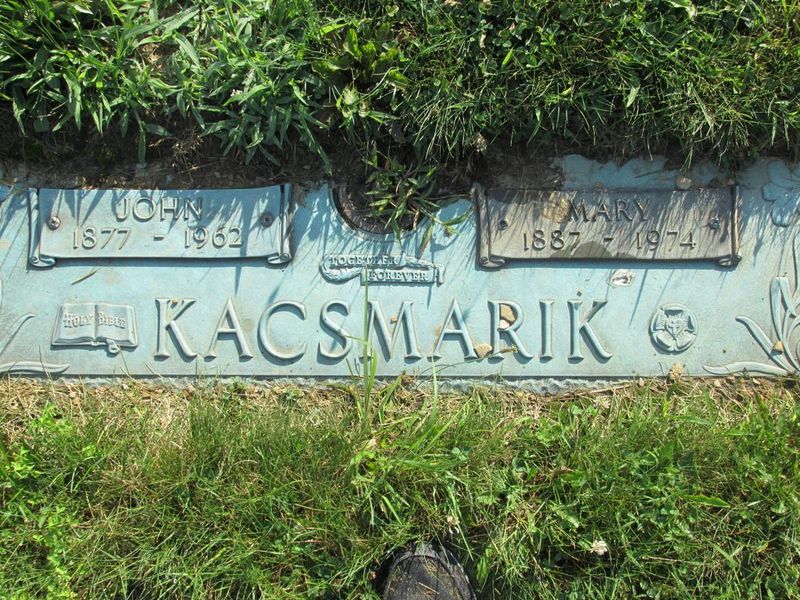 JOHN
1877 - 1962
MARY
1887 - 1974
TOGETHER
FOREVER
HOLY BIBLE
KACSMARIK